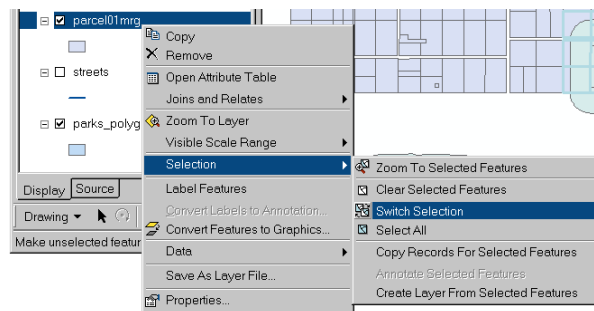 parcel01mrg
streets
parks_polyg
Display Source
Drawing
Make unselected featur
Copy
Remove
Open Attribute Table
Joins and Relates
Zoom To Layer
Visible Scale Range
Selection
Label Features
Convert Labels to Annotation...
Convert Features to Graphics...
Data
Save As Layer File...
Properties...
Zoom To Selected Features
Clear Selected Features
Switch Selection
Select All
Copy Records For Selected Features
Annotate Selected Features
Create Layer From Selected Features